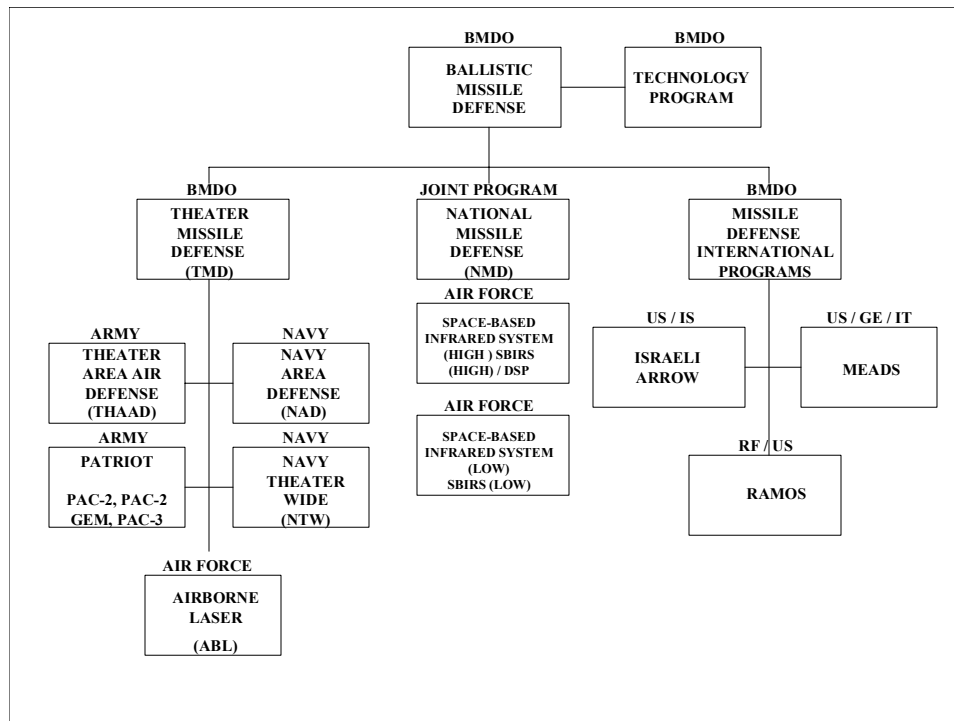 BMDO
BALLISTIC
MISSILE
DEFENSE
BMDO
TECHNOLOGY
PROGRAM
BMDO
THEATER
MISSILE
DEFENSE
(TMD)
JOINT PROGRAM
NATIONAL
MISSILE
DEFENSE
(NMD)
BMDO
MISSILE
DEFENSE
INTERNATIONAL
PROGRAMS
ARMY
THEATER
AREA AIR
DEFENSE
(THAAD)
NAVY
NAVY
AREA
DEFENSE
(NAD)
ARMY
PATRIOT
PAC-2, PAC-2
GEM, PAC-3
NAVY
NAVY
THEATER
WIDE
(NTW)
AIR FORCE
AIRBORNE
LASER
(ABL)
AIR FORCE
SPACE-BASED
INFRARED SYSTEM
(HIGH ) SBIRS
(HIGH) / DSP
AIR FORCE
SPACE-BASED
INFRARED SYSTEM
(LOW)
SBIRS (LOW)
US / IS
ISRAELI
ARROW
US / GE / IT
MEADS
RF / US
RAMOS